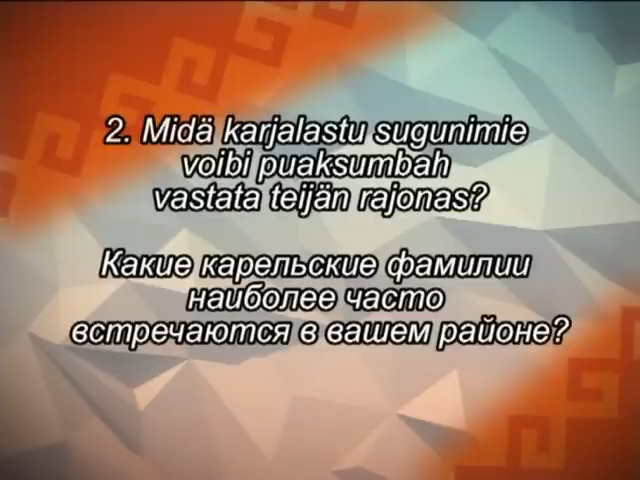 2. Midä karjalastu sugunimie
voibi puaksumbah
vastata teijän rajonas?
Какие карельские фамилии
наиболее часто
встречаются в вашем районе?